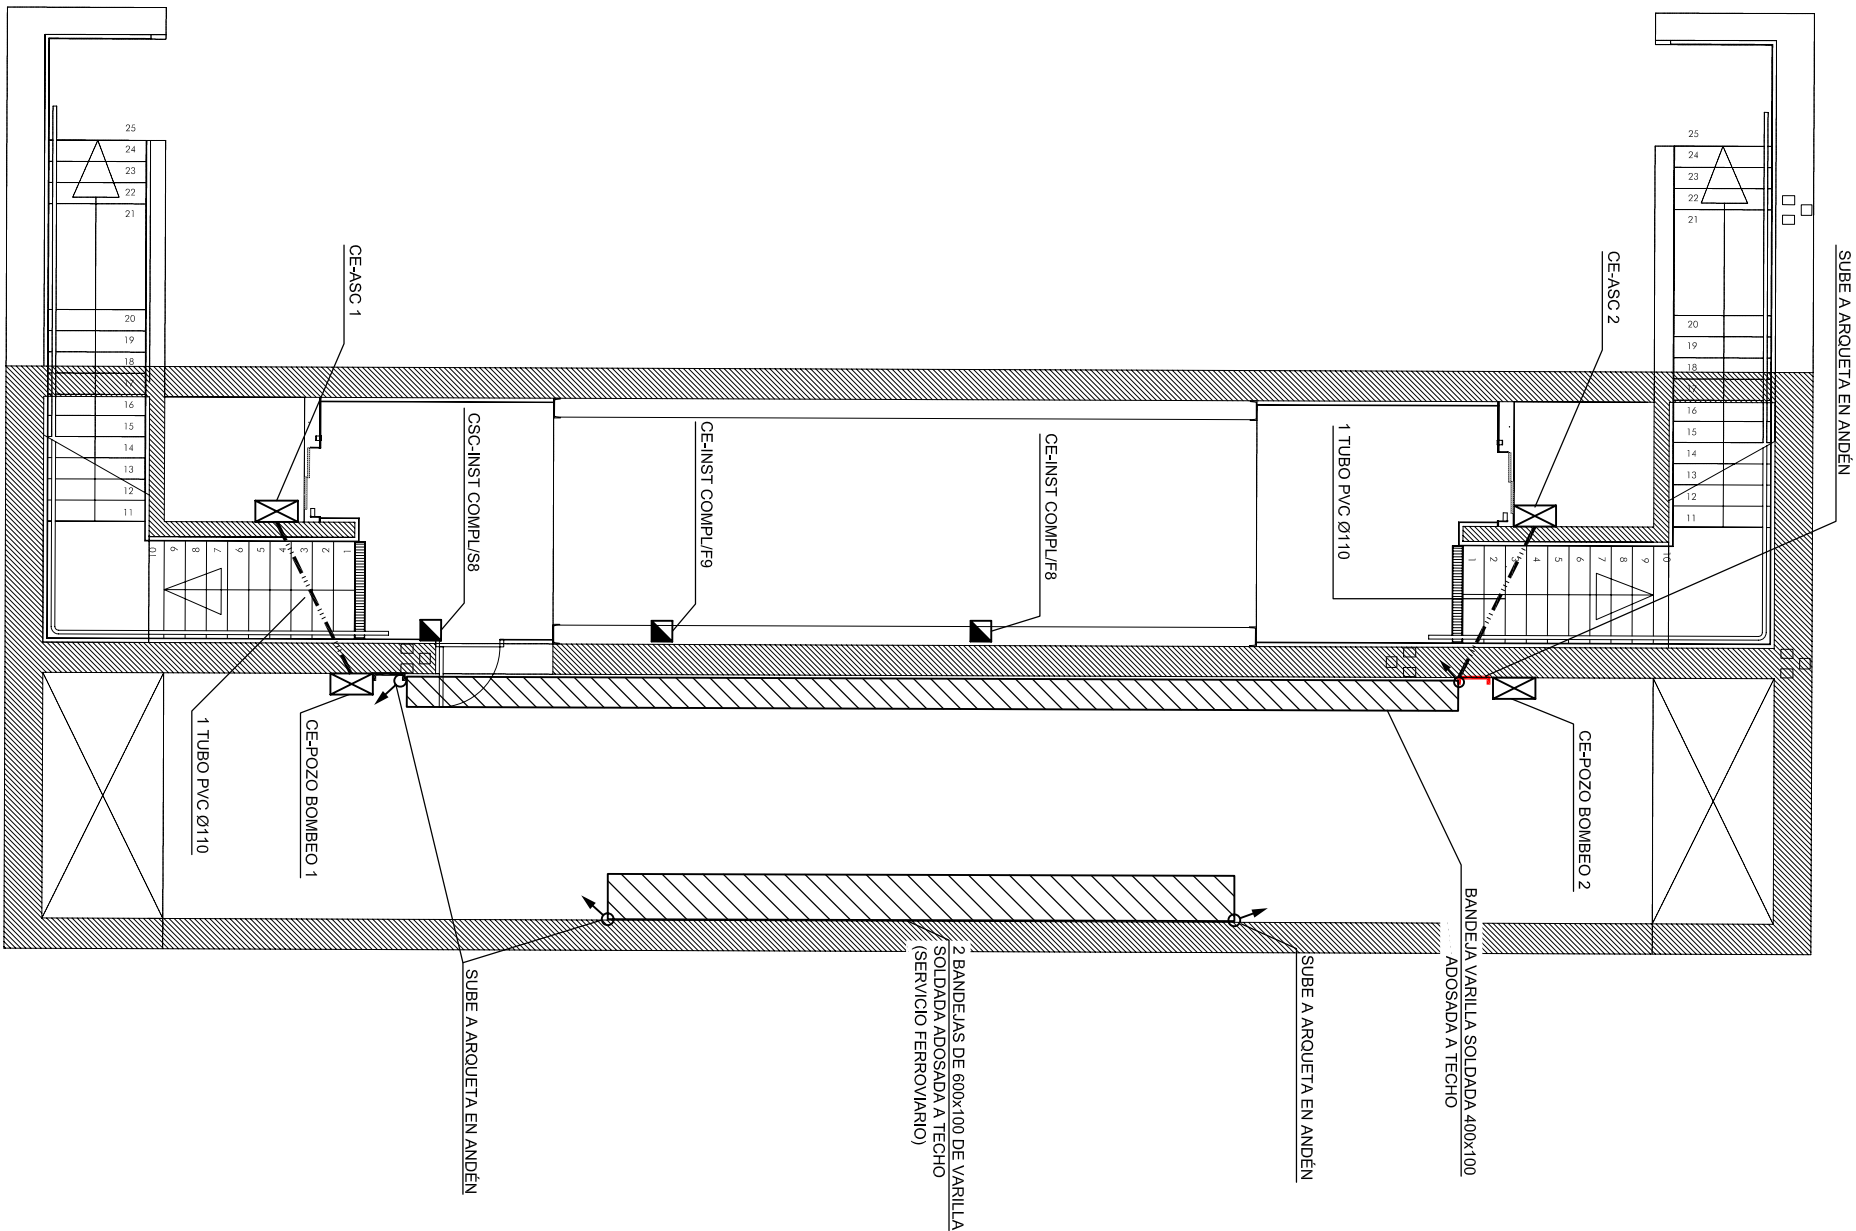 25
24
23
22
21
20
19
18
17
16
15
14
13
12
11
10
9
8
7
6
5
4
3
2
1
CE-ASC 1
CSC-INST COMPL/S8
CE-INST COMPL/F9
CE-INST COMPL/F8
1 TUBO PVC Ø110
CE-ASC 2
25
24
23
22
21
20
19
18
17
16
15
14
13
12
11
1
2
3
4
5
6
7
8
9
10
SUBE A ARQUETA EN ANDÉN
1 TUBO PVC Ø110
CE-POZO BOMBEO 1
CE-POZO BOMBEO 2
BANDEJA VARILLA SOLDADA 400x100
ADOSADA A TECHO
SUBE A ARQUETA EN ANDÉN
2 BANDEJAS DE 600x100 DE VARILLA
SOLDADA ADOSADA A TECHO
(SERVICIO FERROVIARIO)
SUBE A ARQUETA EN ANDÉN